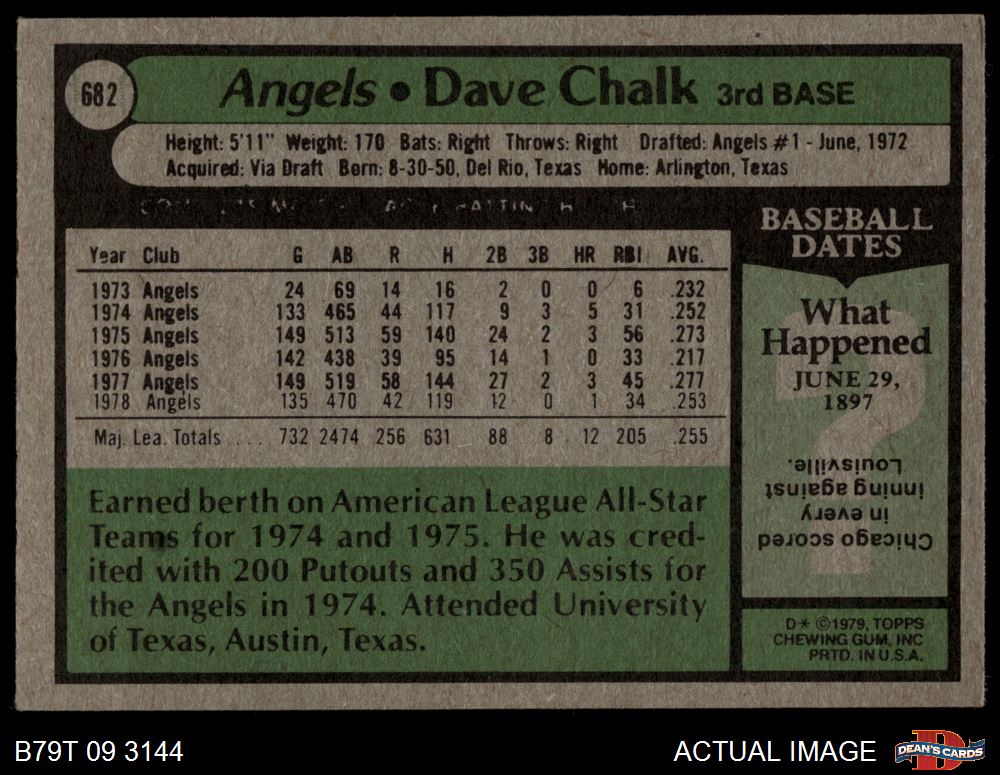 682
Angels • Dave Chalk 3rd BASE
Height: 5'11" Weight: 170 Bats: Right Throws: Right Drafted: Angels #1 - June, 1972
Acquired: Via Draft Born: 8-30-50, Del Rio, Texas Home: Arlington, Texas
Year Club G AB R H 2B 3B HR RBI AVG.
1973 Angels 24 69 14 16 2 0 0 6 .232
1974 Angels 133 465 44 117 9 3 5 31 .252
1975 Angels 149 513 59 140 24 2 3 56 .273
1976 Angels 142 438 39 95 14 1 0 33 .217
1977 Angels 149 519 58 144 27 2 3 45 .277
1978 Angels 135 470 42 119 12 0 1 34 .253
Maj. Lea. Totals .... 732 2474 256 631 88 8 12 205 .255
Earned berth on American League All-Star
Teams for 1974 and 1975. He was cred-
ited with 200 Putouts and 350 Assists for
the Angels in 1974. Attended University
of Texas, Austin, Texas.
BASEBALL
DATES
What
Happened
JUNE 29,
1897
?
Chicago scored
in every
inning against
Louisville.
D* ©1979, TOPPS
CHEWING GUM, INC
PRTD. IN U.S.A.
B79T 09 3144
ACTUAL IMAGE
DEAN'S CARDS